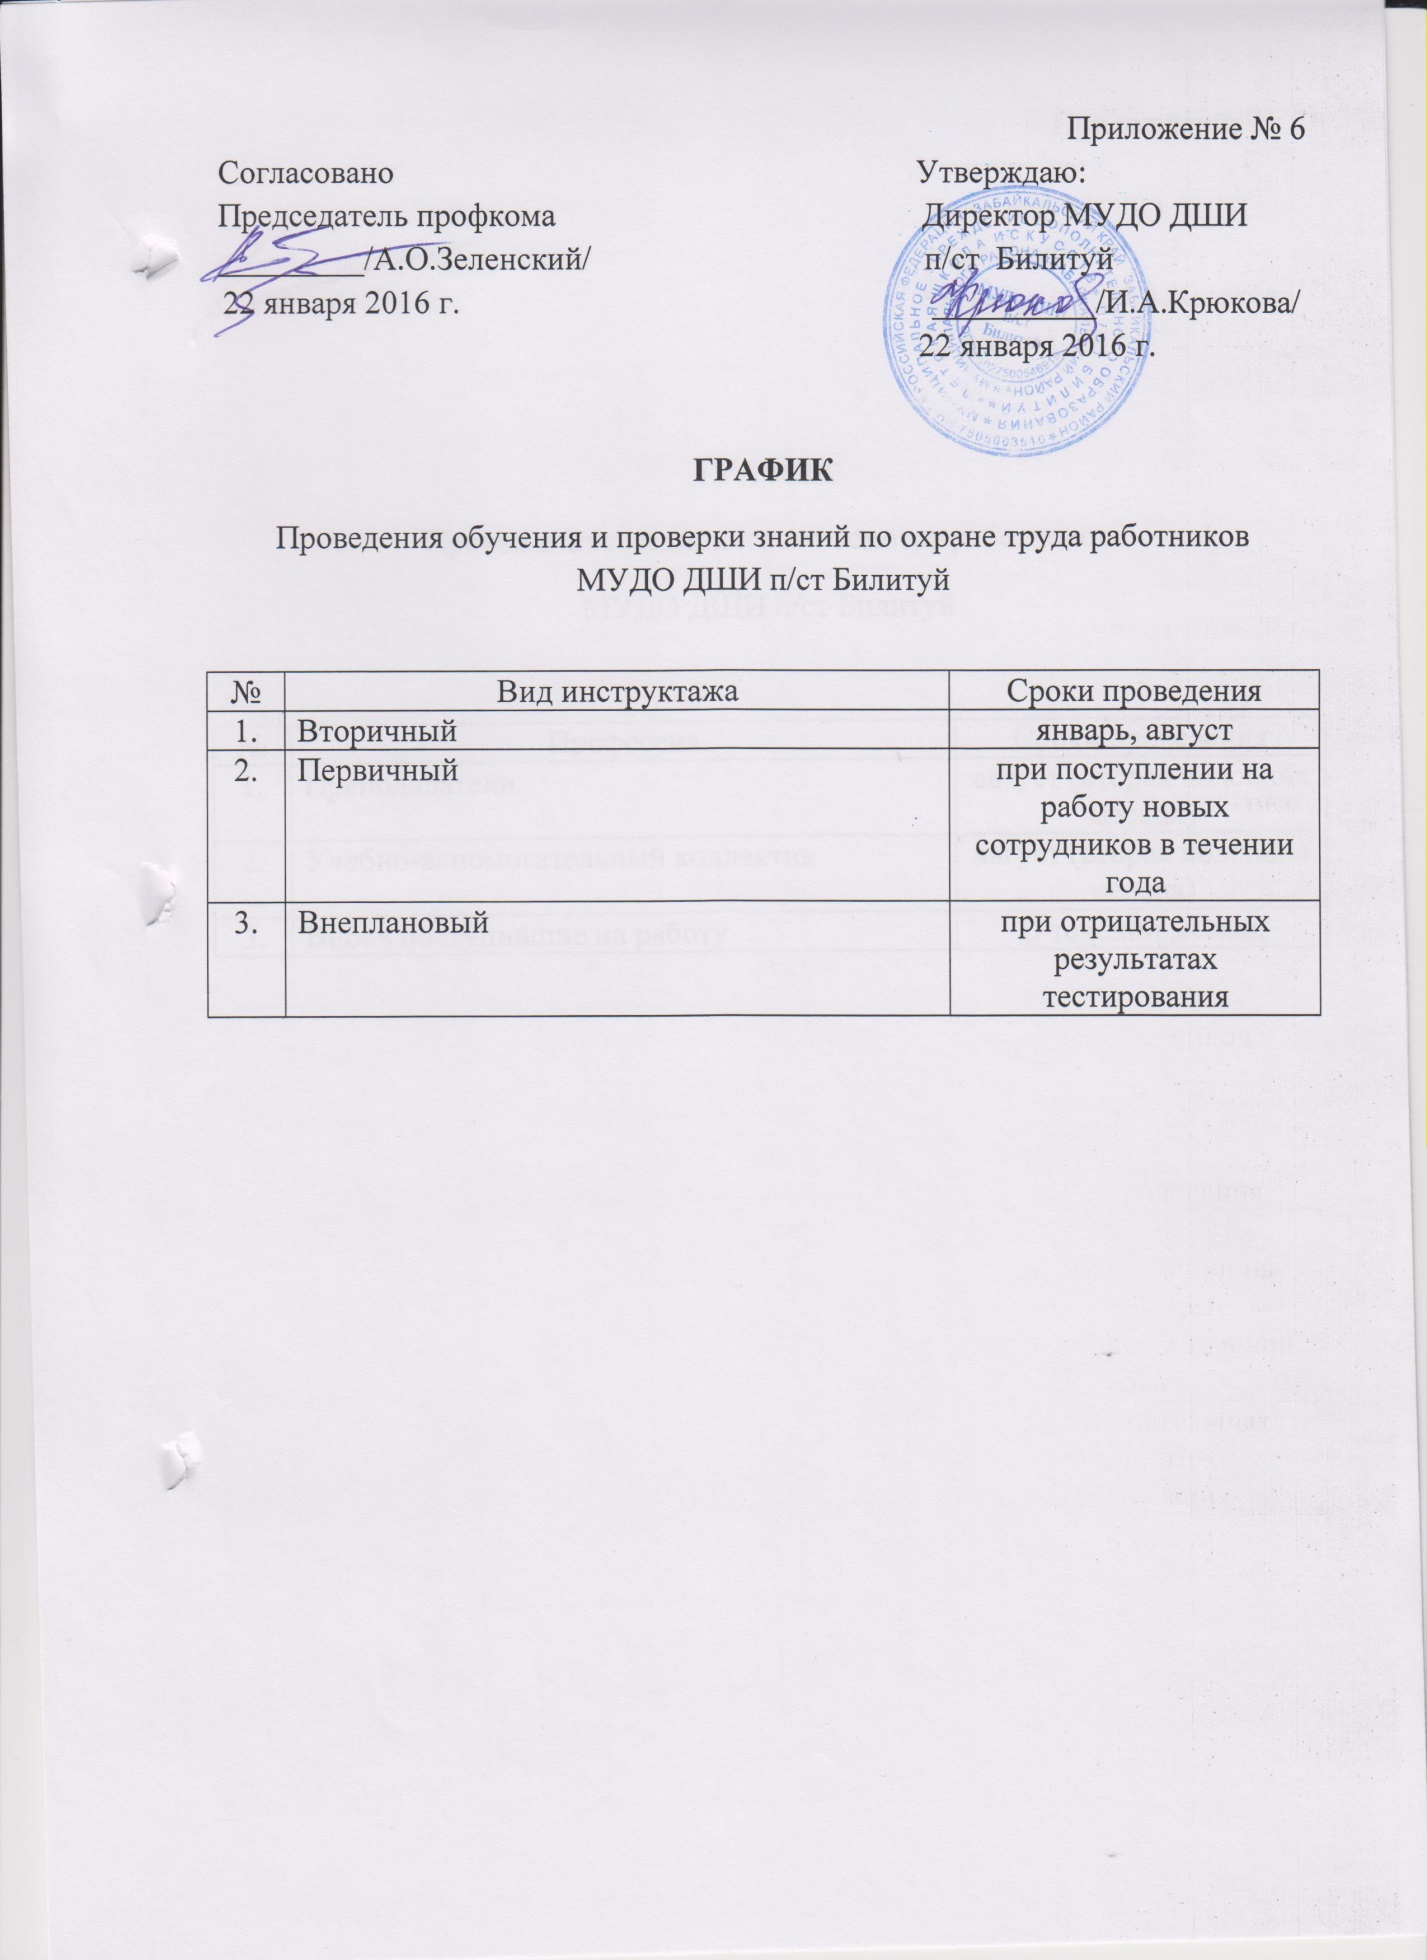 Приложение № 6
Согласовано Утверждаю:
Председатель профкома Директор МУДО ДШИ
/А.О.Зеленский/ п/ст Билитуй
/И.А.Крюкова/
22 января 2016 г.
22 января 2016 г.
ГРАФИК
Проведения обучения и проверки знаний по охране труда работников
МУДО ДШИ п/ст Билитуй
№ Вид инструктажа Сроки проведения
1. Вторичный январь, август
2. Первичный при поступлении на
работу новых
сотрудников в течении
года
3. Внеплановый при отрицательных
результатах
тестирования